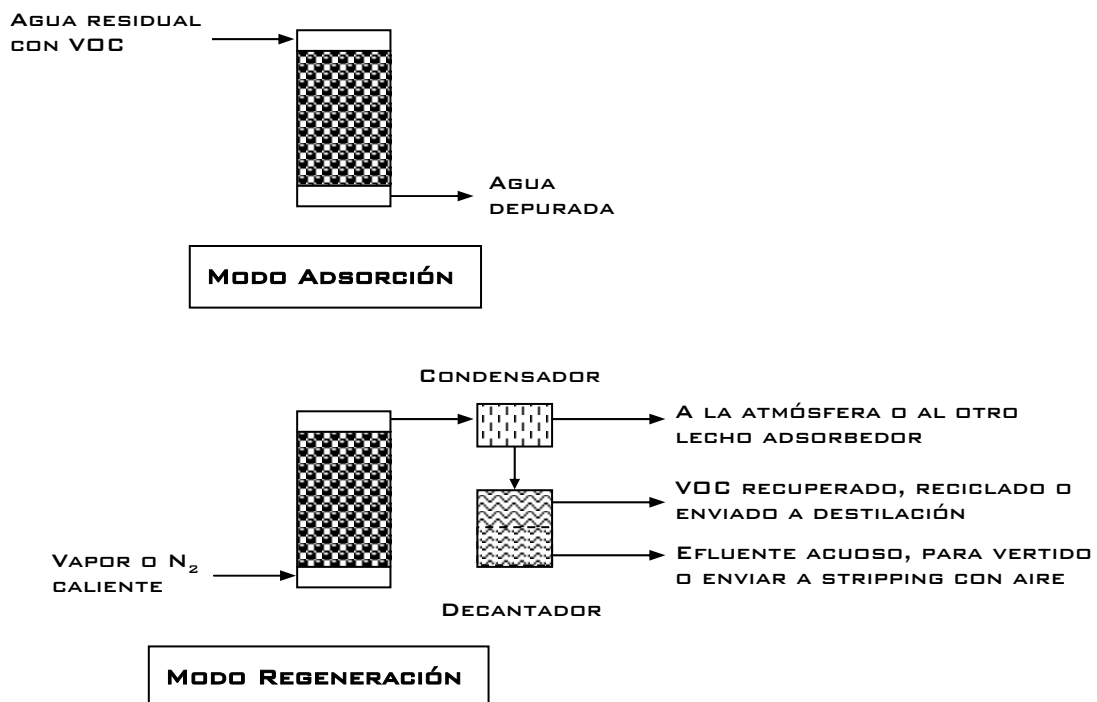 AGUA RESIDUAL
CON VOC
AGUA
DEPURADA
MODO ADSORCIÓN
CONDENSADOR
A LA ATMÓSFERA O AL OTRO
LECHO ADSORBEDOR
VOC RECUPERADO, RECICLADO O
ENVIADO A DESTILACIÓN
VAPOR O N₂
CALIENTE
EFLUENTE ACUOSO, PARA VERTIDO
O ENVIAR A STRIPPING CON AIRE
DECANTADOR
MODO REGENERACIÓN